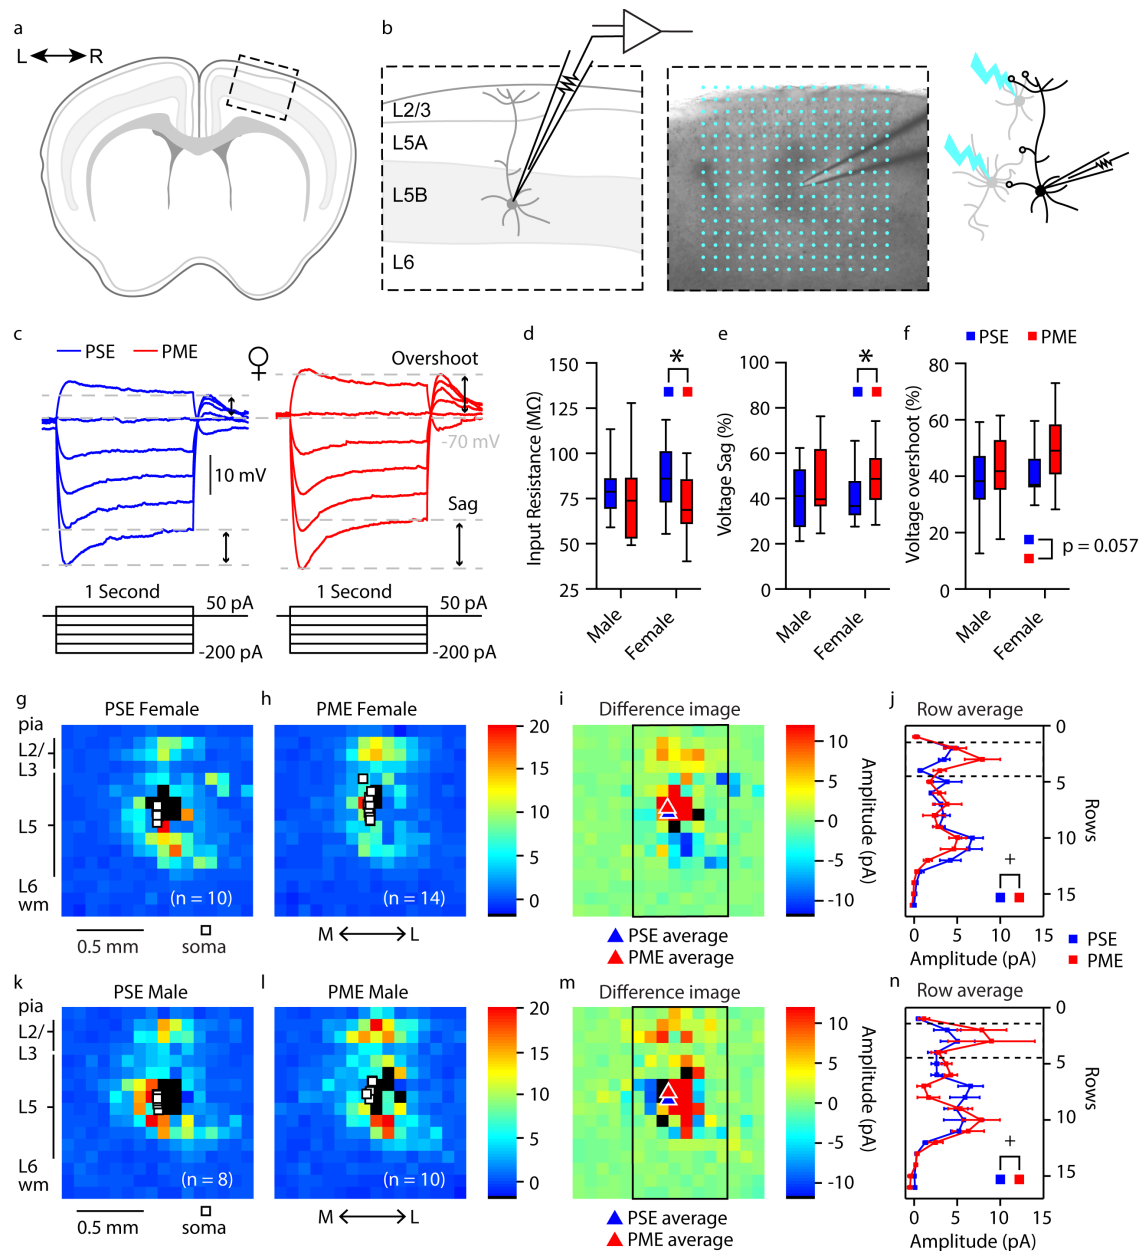 a
L R
b
L2/3
L5A
L5B
L6
c
PSE PME
♀
Overshoot
-70 mV
10 mV
Sag
1 Second
50 pA
-200 pA
1 Second
50 pA
-200 pA
d
Input Resistance (MΩ)
150
125
100
75
50
25
*
Male
Female
e
Voltage Sag (%)
100
80
60
40
20
0
*
Male
Female
f
PSE PME
Voltage overshoot (%)
80
60
40
20
0
p = 0.057
Male
Female
g
PSE Female
pia
L2/
L3
L5
L6
wm
(n = 10)
0.5 mm
soma
h
PME Female
(n = 14)
M L
20
15
10
5
0
i
Difference image
10
5
0
-5
-10
Amplitude (pA)
PSE average
PME average
j
Row average
0
5
10
15
Rows
+
0 5 10 15
Amplitude (pA)
PSE
PME
k
PSE Male
pia
L2/
L3
L5
L6
wm
(n = 8)
0.5 mm
soma
l
PME Male
(n = 10)
M L
20
15
10
5
0
m
Difference image
10
5
0
-5
-10
Amplitude (pA)
PSE average
PME average
n
Row average
0
5
10
15
Rows
+
0 5 10 15
Amplitude (pA)